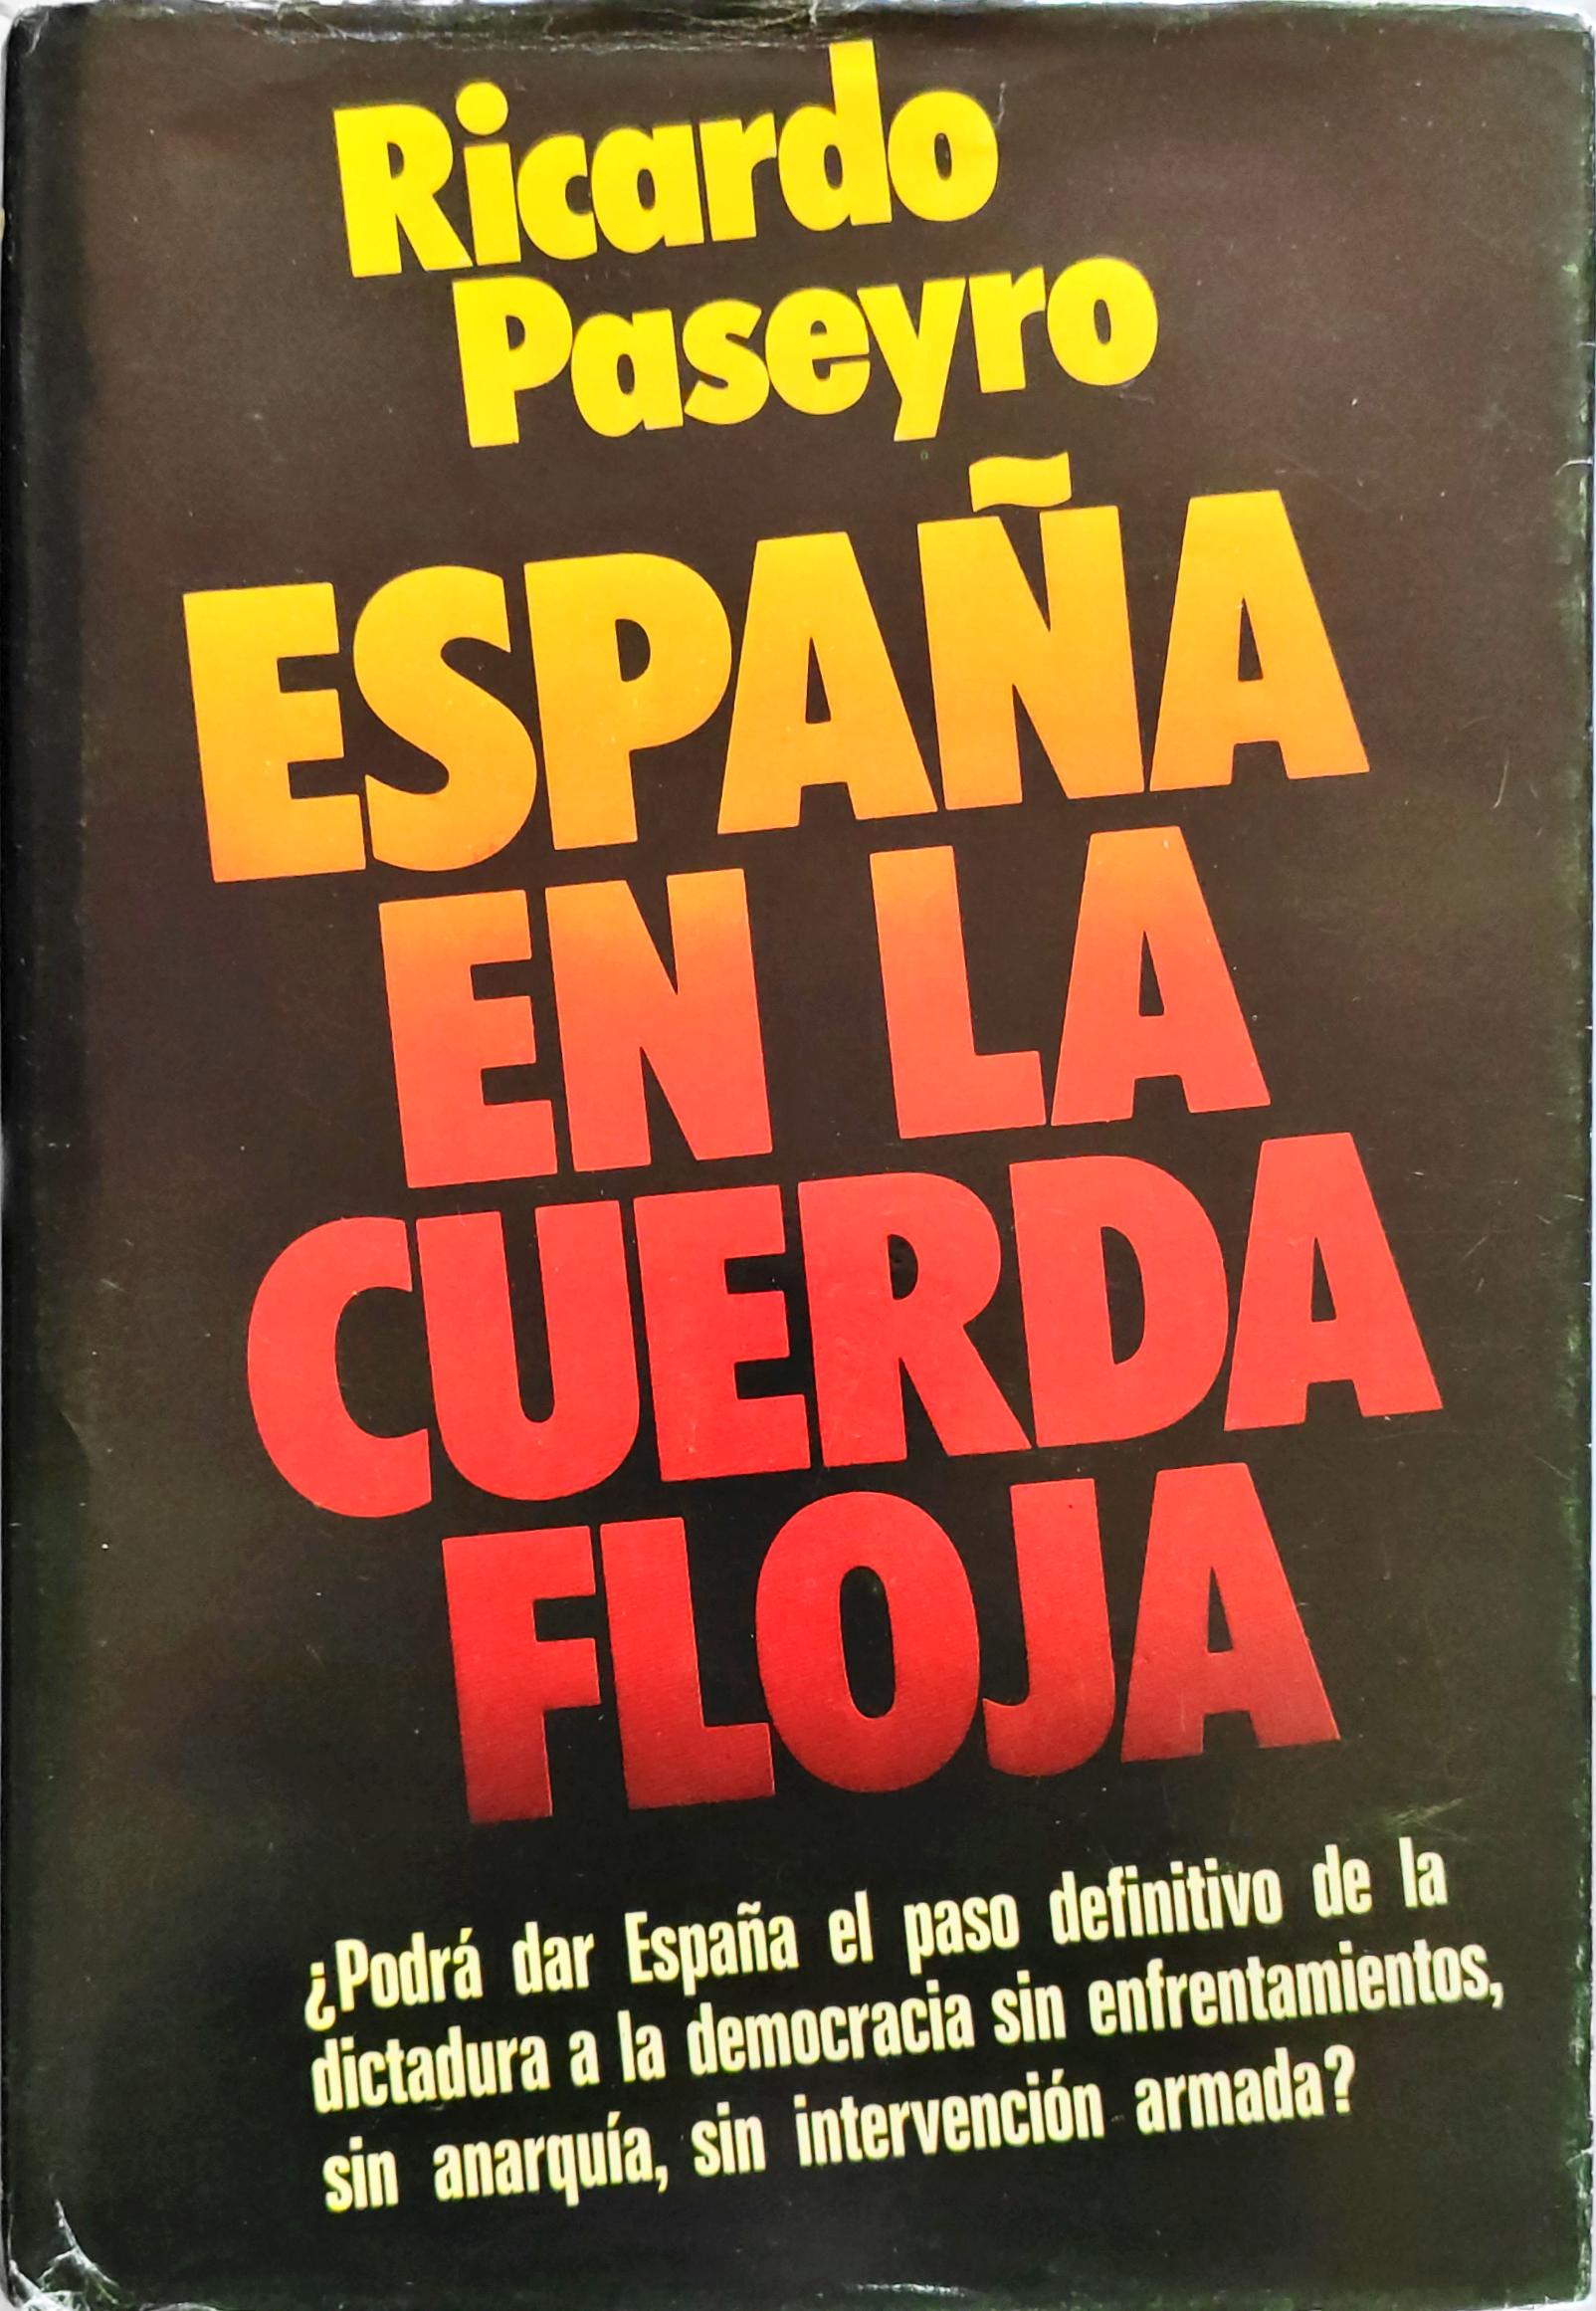 Ricardo
Paseyro
ESPAÑA
EN LA
CUERDA
FLOJA
¿Podrá dar España el paso definitivo de la
dictadura a la democracia sin enfrentamientos,
sin anarquía, sin intervención armada?